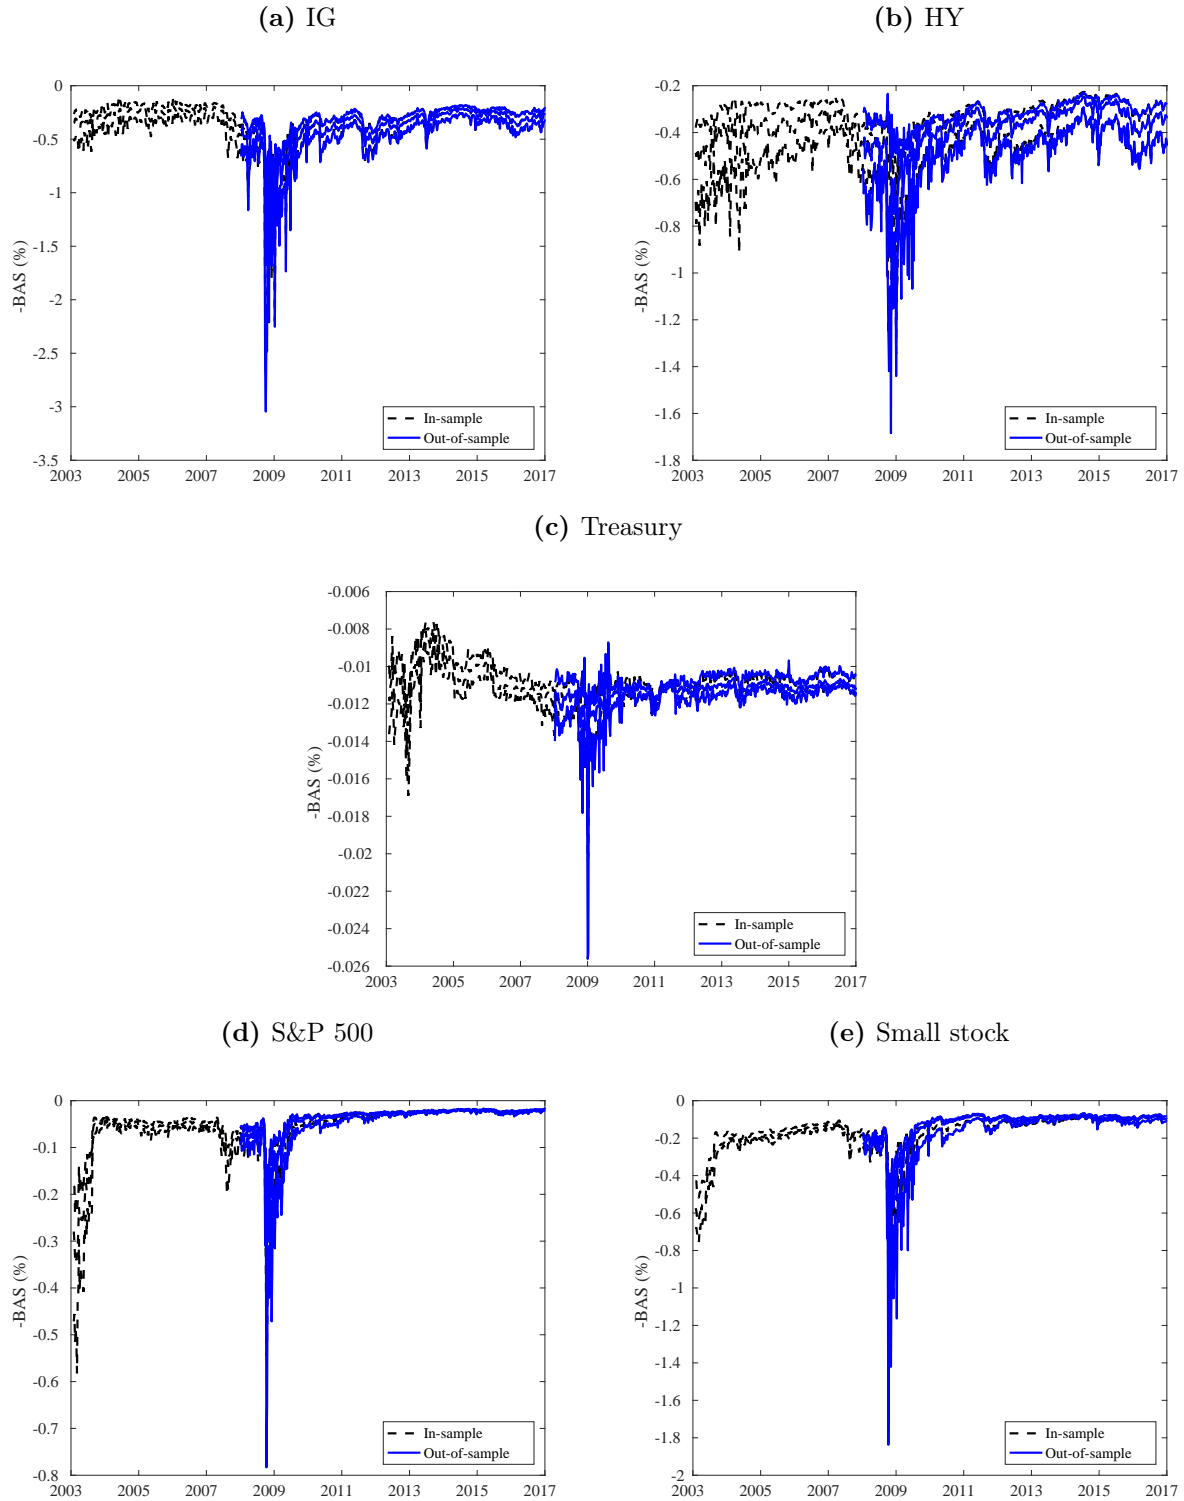 (a) IG
0
-0.5
-1
-1.5
-2
-2.5
-3
-3.5
-BAS (%)
2003 2005 2007 2009 2011 2013 2015 2017
In-sample
Out-of-sample
(b) HY
-0.2
-0.4
-0.6
-0.8
-1
-1.2
-1.4
-1.6
-1.8
-BAS (%)
2003 2005 2007 2009 2011 2013 2015 2017
In-sample
Out-of-sample
(c) Treasury
-0.006
-0.008
-0.01
-0.012
-0.014
-0.016
-0.018
-0.02
-0.022
-0.024
-0.026
-BAS (%)
2003 2005 2007 2009 2011 2013 2015 2017
In-sample
Out-of-sample
(d) S&P 500
0
-0.1
-0.2
-0.3
-0.4
-0.5
-0.6
-0.7
-0.8
-BAS (%)
2003 2005 2007 2009 2011 2013 2015 2017
In-sample
Out-of-sample
(e) Small stock
0
-0.2
-0.4
-0.6
-0.8
-1
-1.2
-1.4
-1.6
-1.8
-2
-BAS (%)
2003 2005 2007 2009 2011 2013 2015 2017
In-sample
Out-of-sample